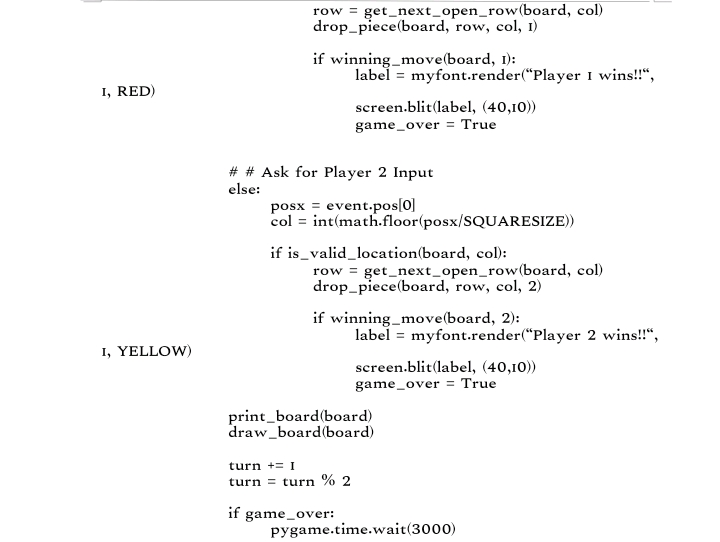 row = get_next_open_row(board, col)
drop_piece(board, row, col, 1)
if winning_move(board, 1):
label = myfont.render(“Player 1 wins!!“,
1, RED)
screen.blit(label, (40,10))
game_over = True
# # Ask for Player 2 Input
else:
posx = event.pos[0]
col = int(math.floor(posx/SQUARESIZE))
if is_valid_location(board, col):
row = get_next_open_row(board, col)
drop_piece(board, row, col, 2)
if winning_move(board, 2):
label = myfont.render(“Player 2 wins!!“,
1, YELLOW)
screen.blit(label, (40,10))
game_over = True
print_board(board)
draw_board(board)
turn += 1
turn = turn % 2
if game_over:
pygame.time.wait(3000)